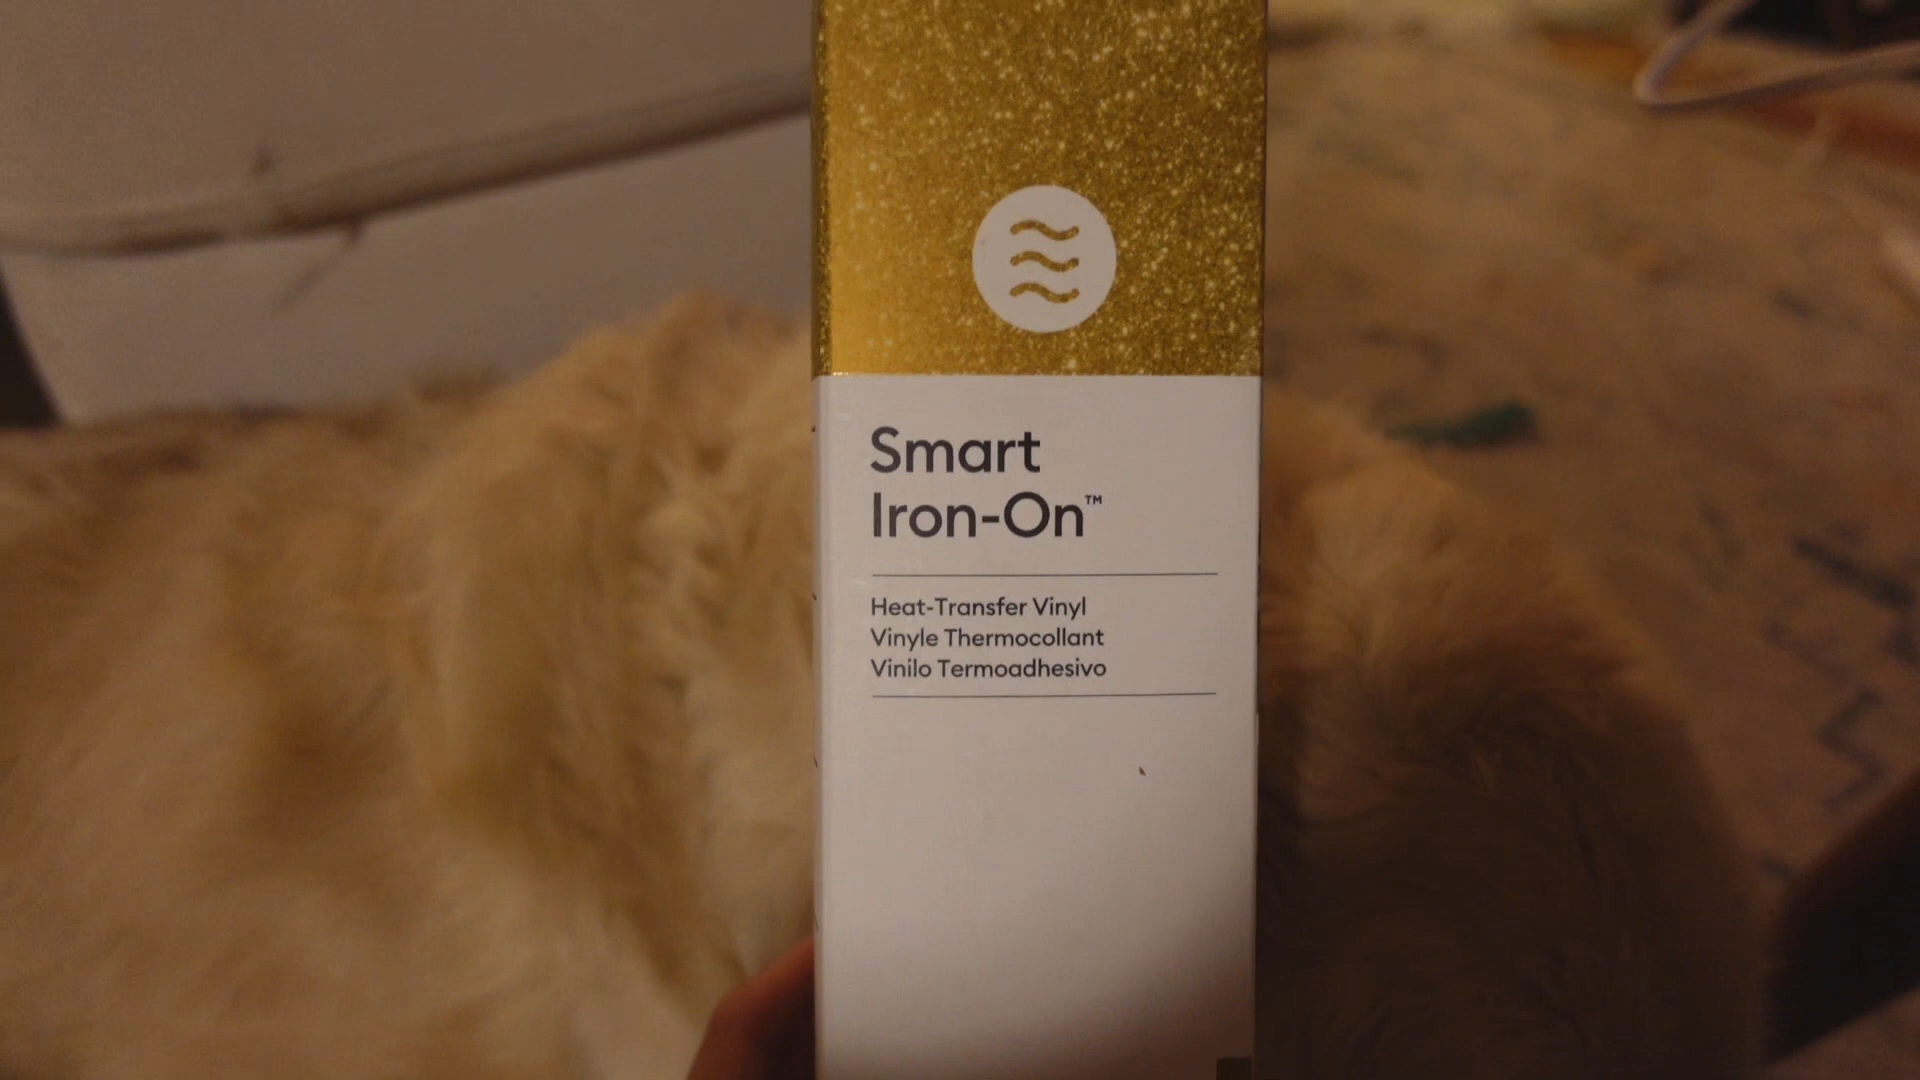 Smart
Iron-On™
Heat-Transfer Vinyl
Vinyle Thermocollant
Vinilo Termoadhesivo